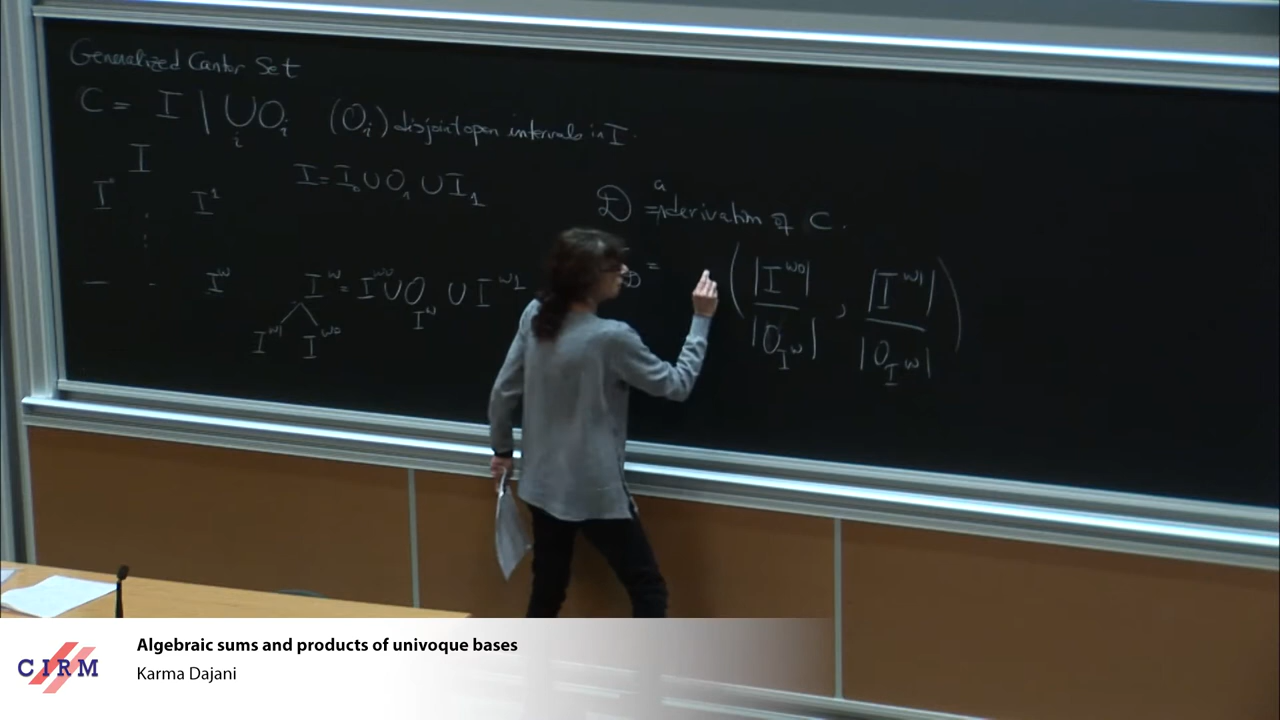 Generalized Cantor Set
C = I | ∪_i O_i (O_i) disjoint open intervals in I.
I
I = I_0 ∪ O_1 ∪ I_1
I^0 I^1
D = a derivation of C.
I^w I^w = I^{w0} ∪ O_{I^w} ∪ I^{w1}
I^{w1} I^{w0}
D = ( |I^{w0}| / |O_{I^w}| , |I^{w1}| / |O_{I^w}| )
Algebraic sums and products of univoque bases
CIRM
Karma Dajani